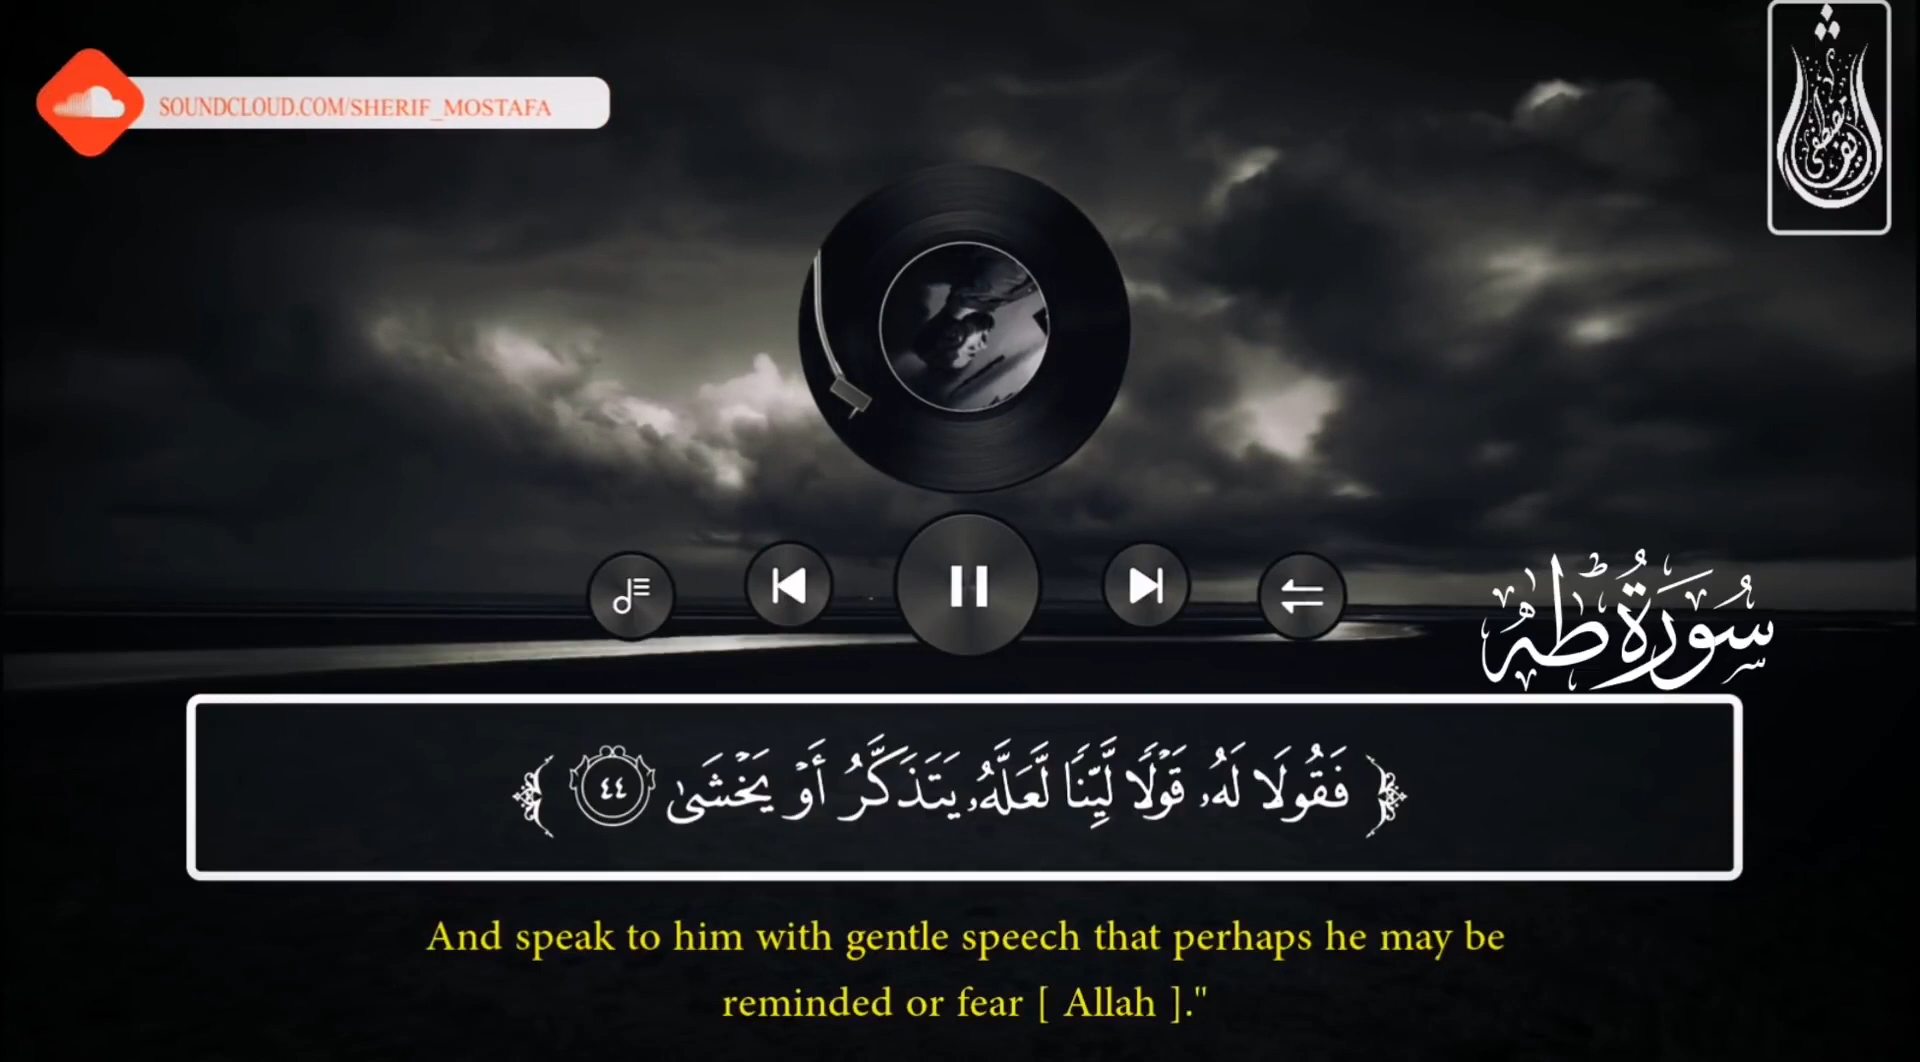 SOUNDCLOUD.COM/SHERIF_MOSTAFA
سُورَةُ طه
﴿ فَقُولَا لَهُۥ قَوْلًا لَّيِّنًا لَّعَلَّهُۥ يَتَذَكَّرُ أَوْ يَخْشَىٰ ٤٤ ﴾
And speak to him with gentle speech that perhaps he may be
reminded or fear [ Allah ]."